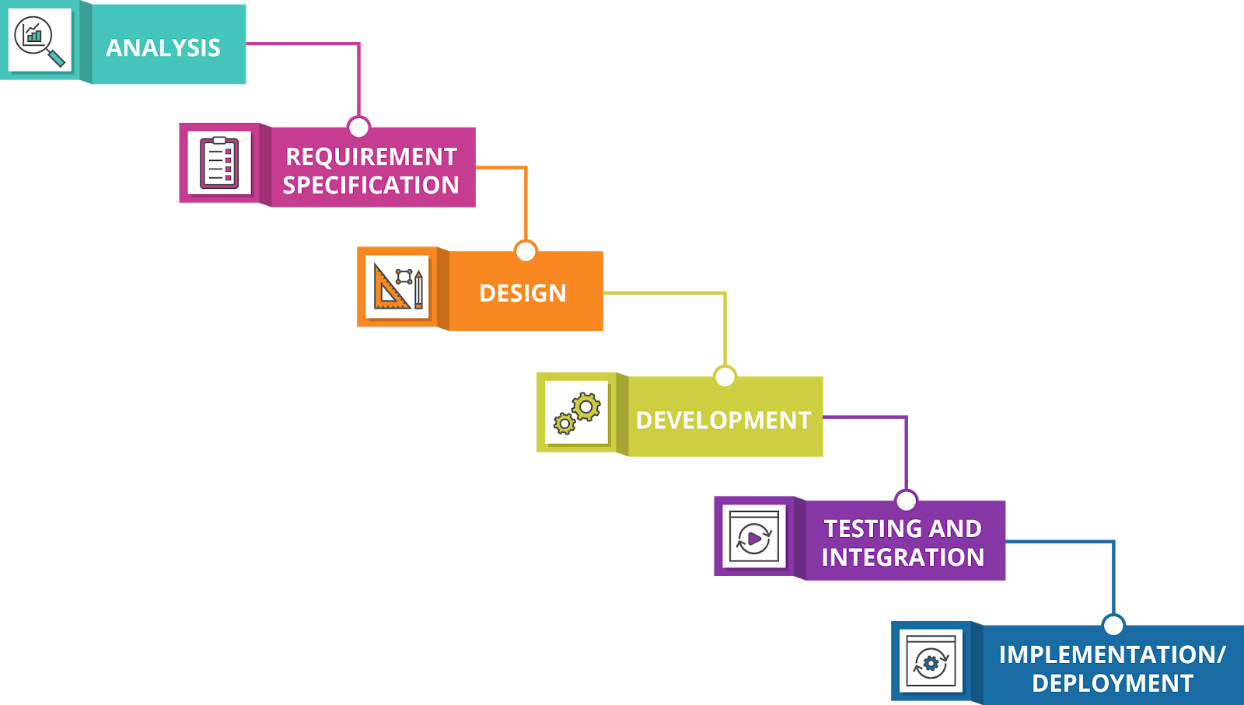 ANALYSIS
REQUIREMENT
SPECIFICATION
DESIGN
DEVELOPMENT
TESTING AND
INTEGRATION
IMPLEMENTATION/
DEPLOYMENT